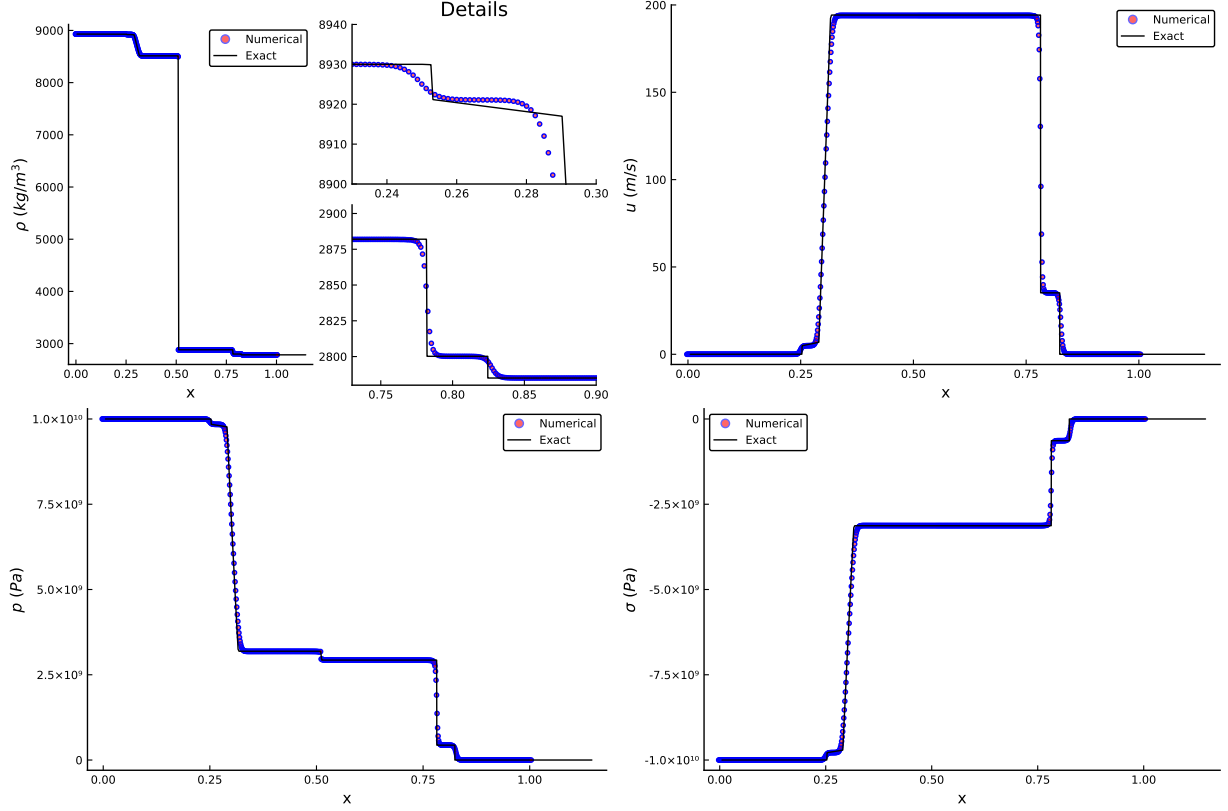 Details
9000
8000
7000
6000
5000
4000
3000
ρ (kg/m³)
0.00 0.25 0.50 0.75 1.00
x
Numerical
Exact
8940
8930
8920
8910
8900
0.24 0.26 0.28 0.30
2900
2875
2850
2825
2800
0.75 0.80 0.85 0.90
200
150
100
50
0
u (m/s)
0.00 0.25 0.50 0.75 1.00
x
Numerical
Exact
1.0×10¹⁰
7.5×10⁹
5.0×10⁹
2.5×10⁹
0
p (Pa)
0.00 0.25 0.50 0.75 1.00
x
Numerical
Exact
0
-2.5×10⁹
-5.0×10⁹
-7.5×10⁹
-1.0×10¹⁰
σ (Pa)
0.00 0.25 0.50 0.75 1.00
x
Numerical
Exact